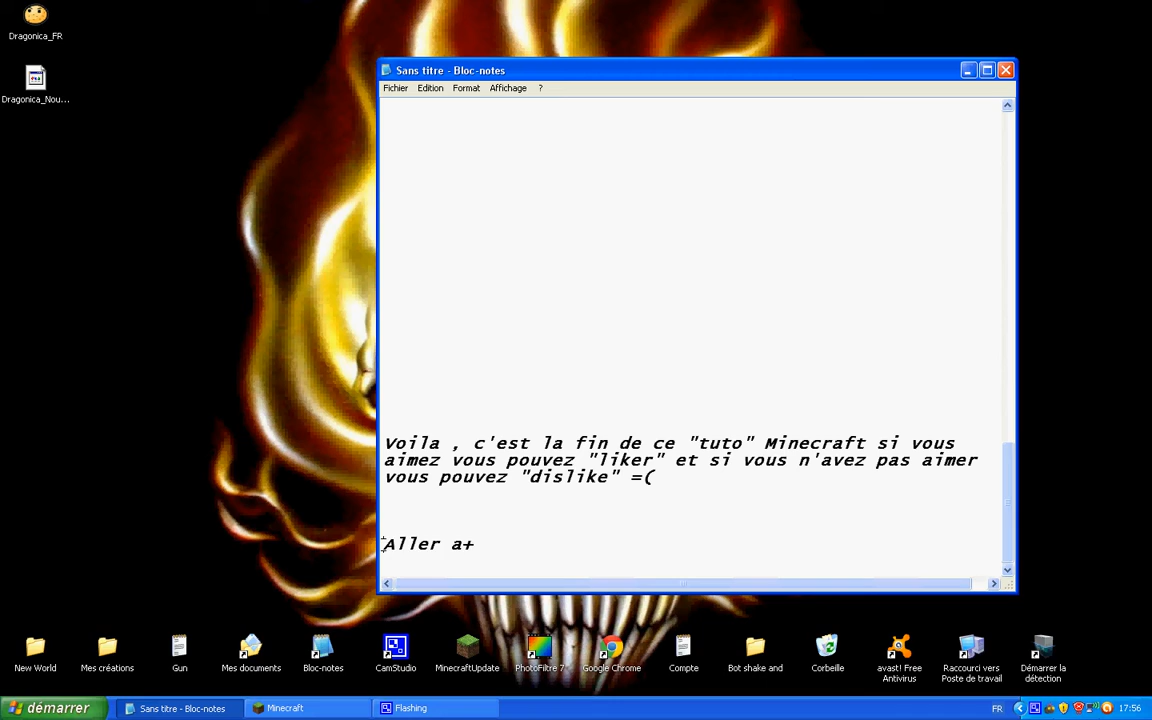 Dragonica_FR
Dragonica_Nou...
Sans titre - Bloc-notes
Fichier Edition Format Affichage ?
Voila , c'est la fin de ce "tuto" Minecraft si vous
aimez vous pouvez "liker" et si vous n'avez pas aimer
vous pouvez "dislike" =(
Aller a+
New World
Mes créations
Gun
Mes documents
Bloc-notes
CamStudio
MinecraftUpdate
PhotoFiltre 7
Google Chrome
Compte
Bot shake and
Corbeille
avast! Free
Antivirus
Raccourci vers
Poste de travail
Démarrer la
détection
démarrer
Sans titre - Bloc-notes
Minecraft
Flashing
FR
17:56